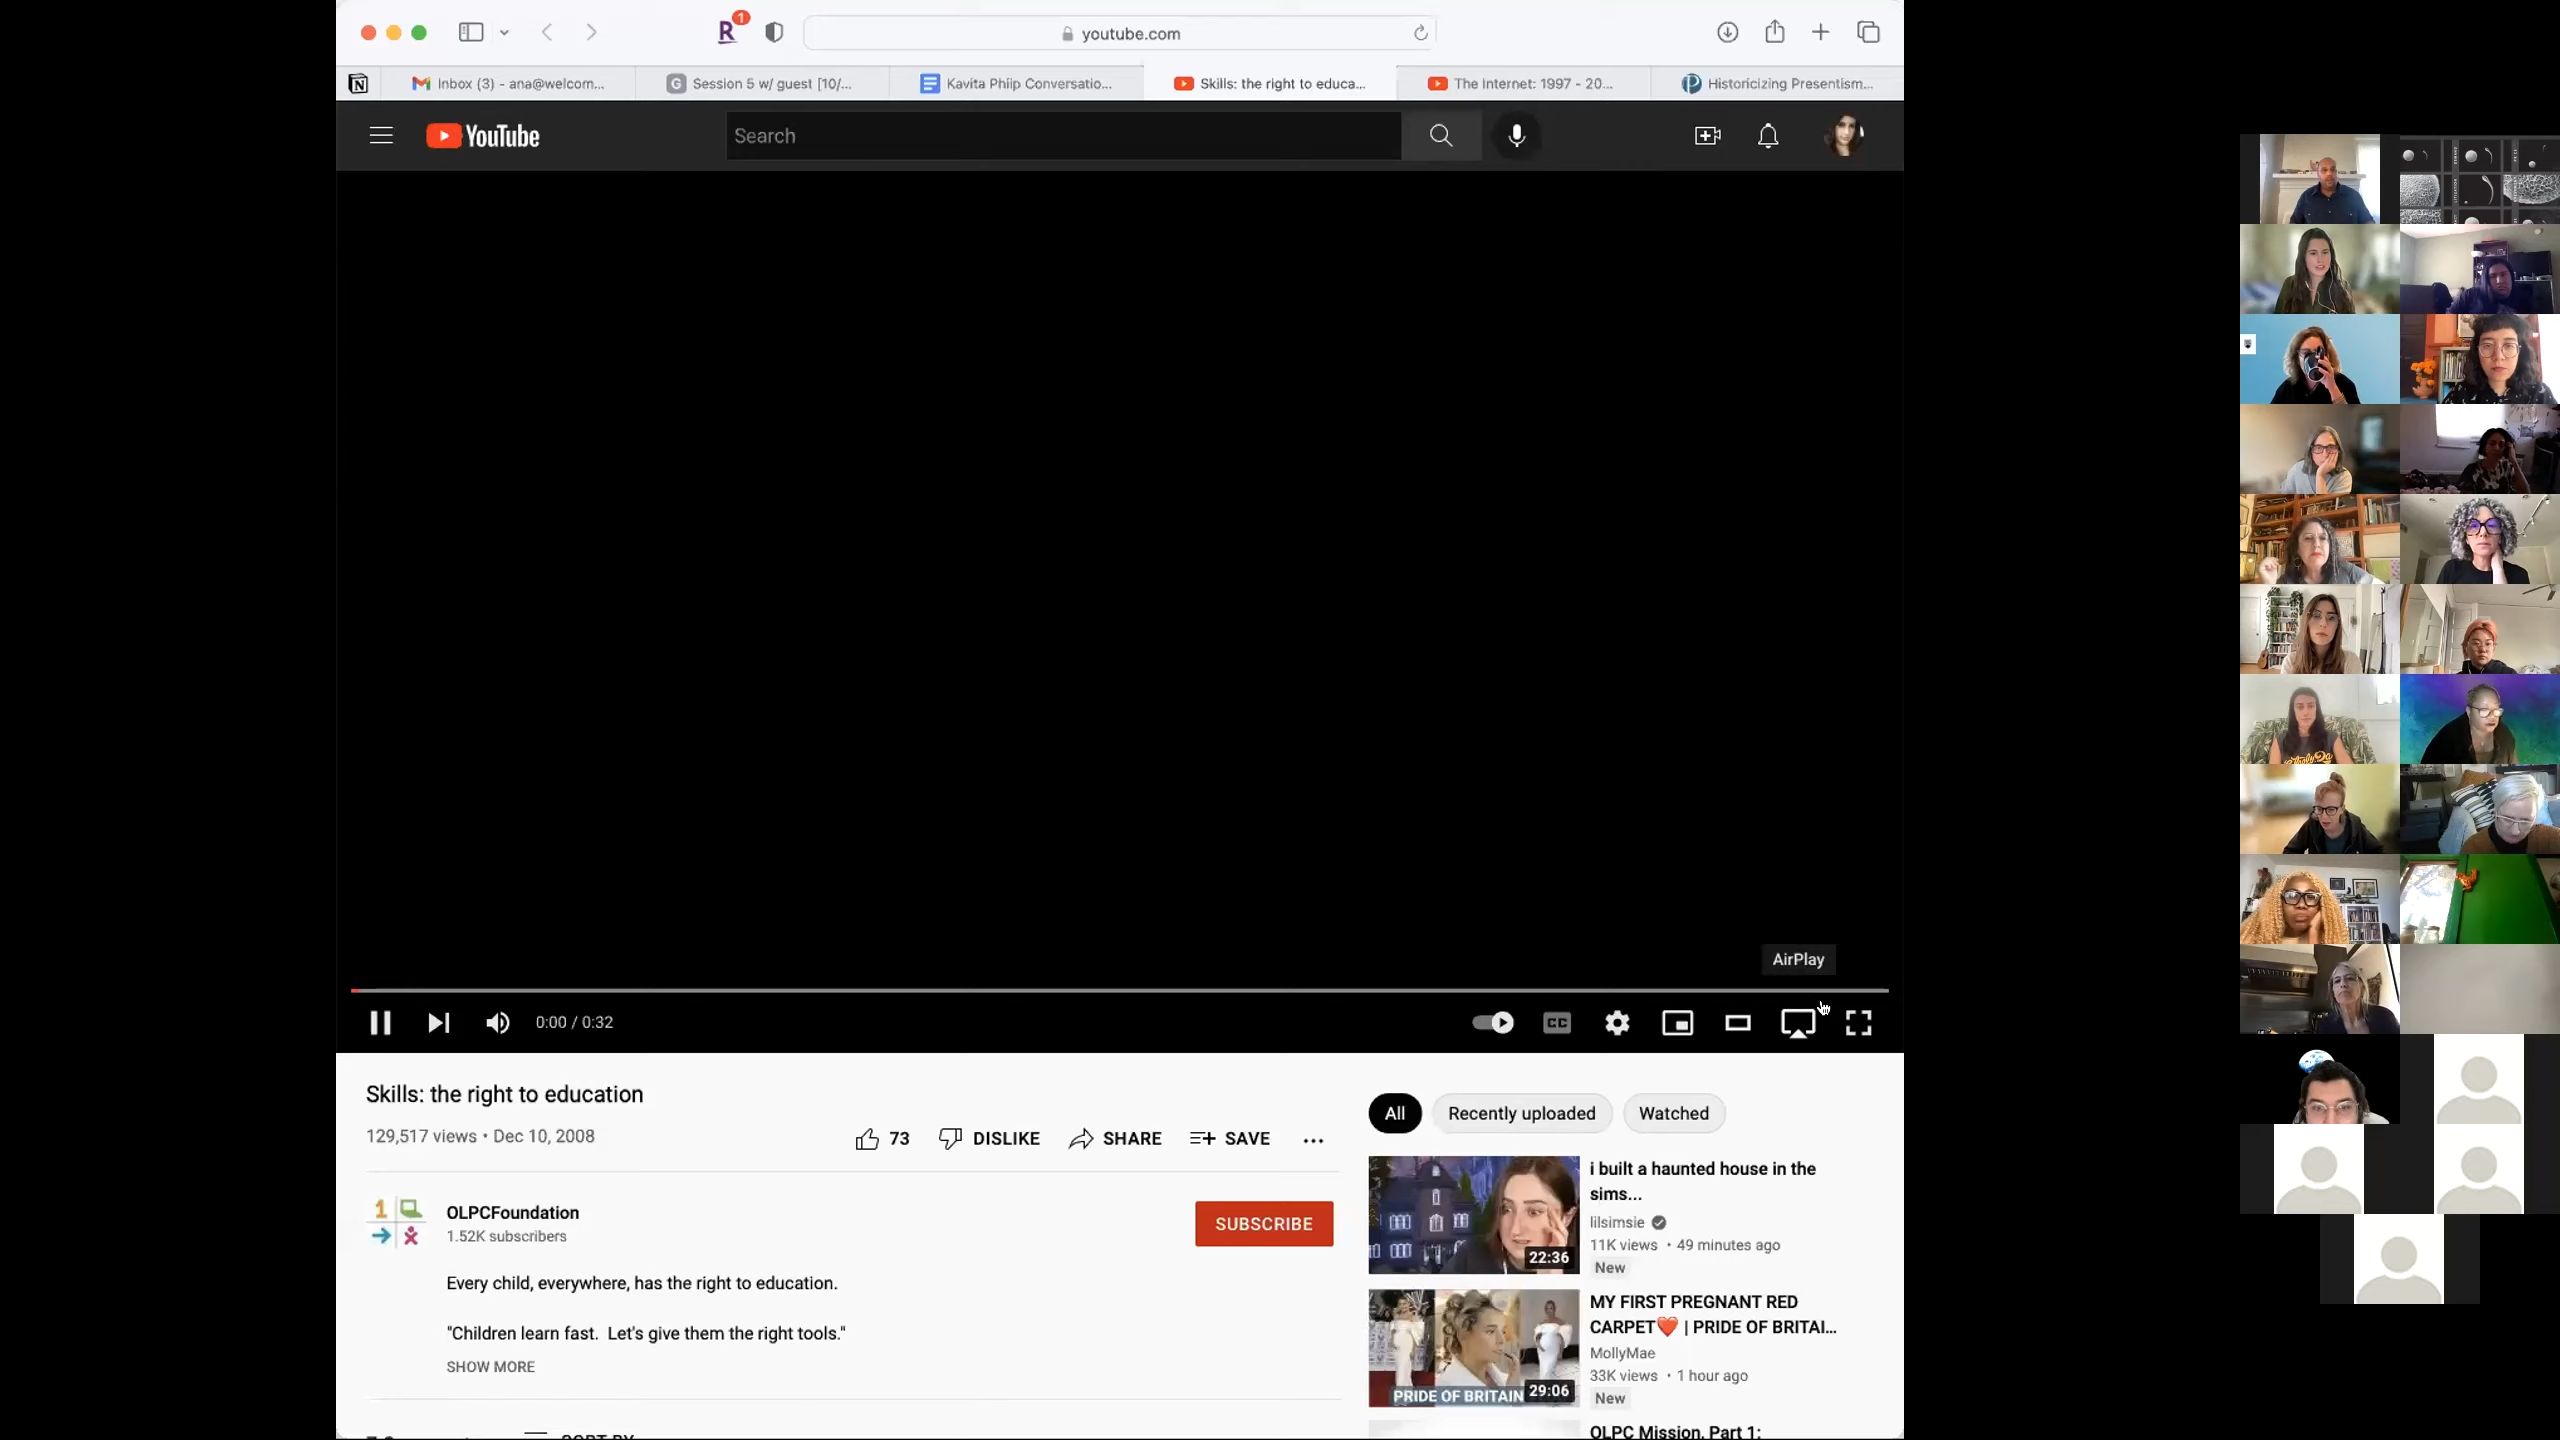 R 1
youtube.com
Inbox (3) - ana@welcom...
G Session 5 w/ guest [10/...
Kavita Phiip Conversatio...
Skills: the right to educa...
The Internet: 1997 - 20...
Historicizing Presentism...
YouTube
Search
AirPlay
0:00 / 0:32
CC
Skills: the right to education
129,517 views • Dec 10, 2008
73 DISLIKE SHARE SAVE ...
OLPCFoundation
1.52K subscribers
SUBSCRIBE
Every child, everywhere, has the right to education.
"Children learn fast. Let's give them the right tools."
SHOW MORE
SORT BY
All Recently uploaded Watched
i built a haunted house in the
sims...
lilsimsie
11K views • 49 minutes ago
New
22:36
MY FIRST PREGNANT RED
CARPET❤️ | PRIDE OF BRITAI...
MollyMae
33K views • 1 hour ago
New
PRIDE OF BRITAIN
29:06
OLPC Mission, Part 1: